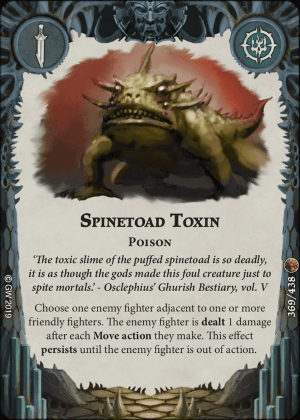 SPINETOAD TOXIN
POISON
'The toxic slime of the puffed spinetoad is so deadly,
it is as though the gods made this foul creature just to
spite mortals.' - Osclephius' Ghurish Bestiary, vol. V
Choose one enemy fighter adjacent to one or more
friendly fighters. The enemy fighter is dealt 1 damage
after each Move action they make. This effect
persists until the enemy fighter is out of action.
© GW 2019
369/438